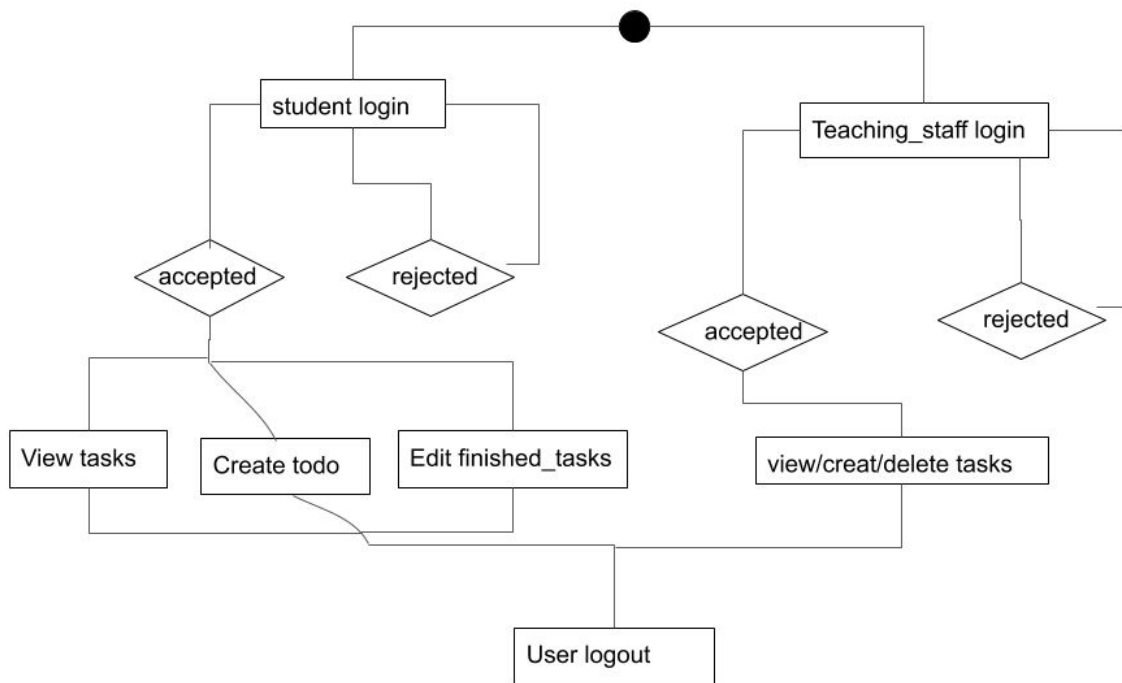 student login
Teaching_staff login
accepted
rejected
accepted
rejected
View tasks
Create todo
Edit finished_tasks
view/creat/delete tasks
User logout